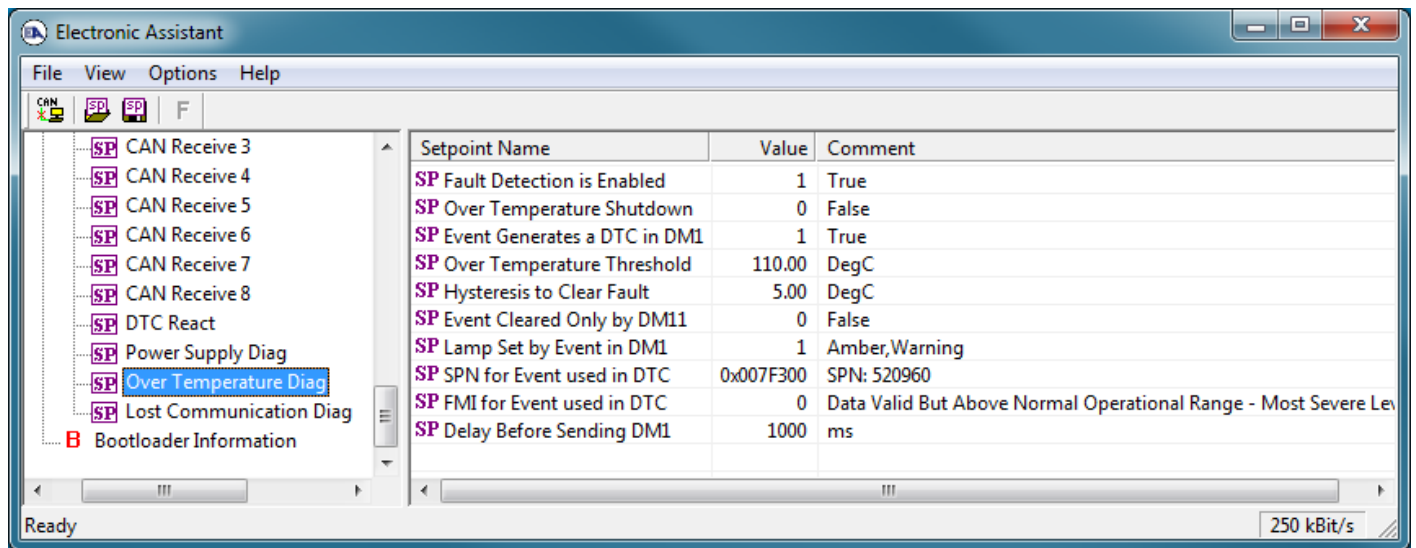 EA Electronic Assistant
File View Options Help
CAN SP SP F
SP CAN Receive 3
SP CAN Receive 4
SP CAN Receive 5
SP CAN Receive 6
SP CAN Receive 7
SP CAN Receive 8
SP DTC React
SP Power Supply Diag
SP Over Temperature Diag
SP Lost Communication Diag
B Bootloader Information
Setpoint Name Value Comment
SP Fault Detection is Enabled 1 True
SP Over Temperature Shutdown 0 False
SP Event Generates a DTC in DM1 1 True
SP Over Temperature Threshold 110.00 DegC
SP Hysteresis to Clear Fault 5.00 DegC
SP Event Cleared Only by DM11 0 False
SP Lamp Set by Event in DM1 1 Amber,Warning
SP SPN for Event used in DTC 0x007F300 SPN: 520960
SP FMI for Event used in DTC 0 Data Valid But Above Normal Operational Range - Most Severe Lev
SP Delay Before Sending DM1 1000 ms
Ready 250 kBit/s